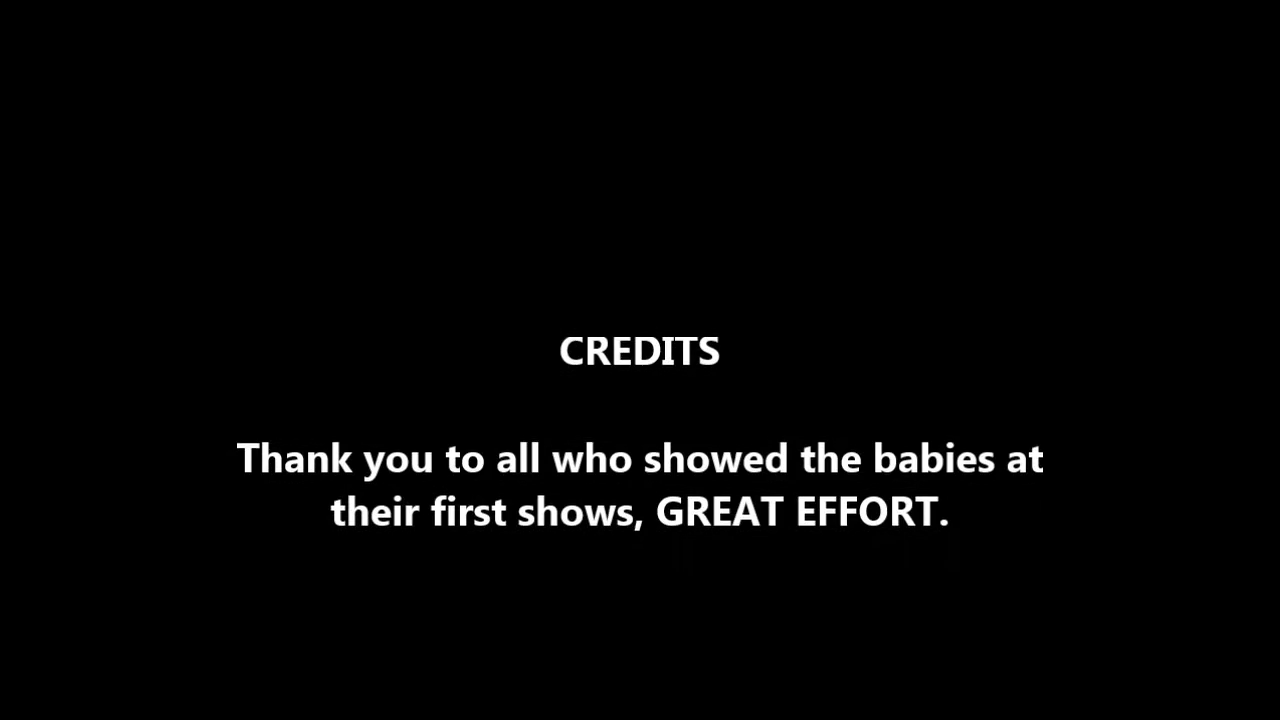 CREDITS
Thank you to all who showed the babies at
their first shows, GREAT EFFORT.